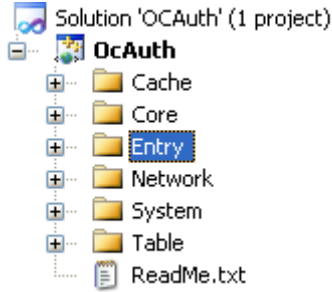 Solution 'OCAuth' (1 project)
OcAuth
Cache
Core
Entry
Network
System
Table
ReadMe.txt